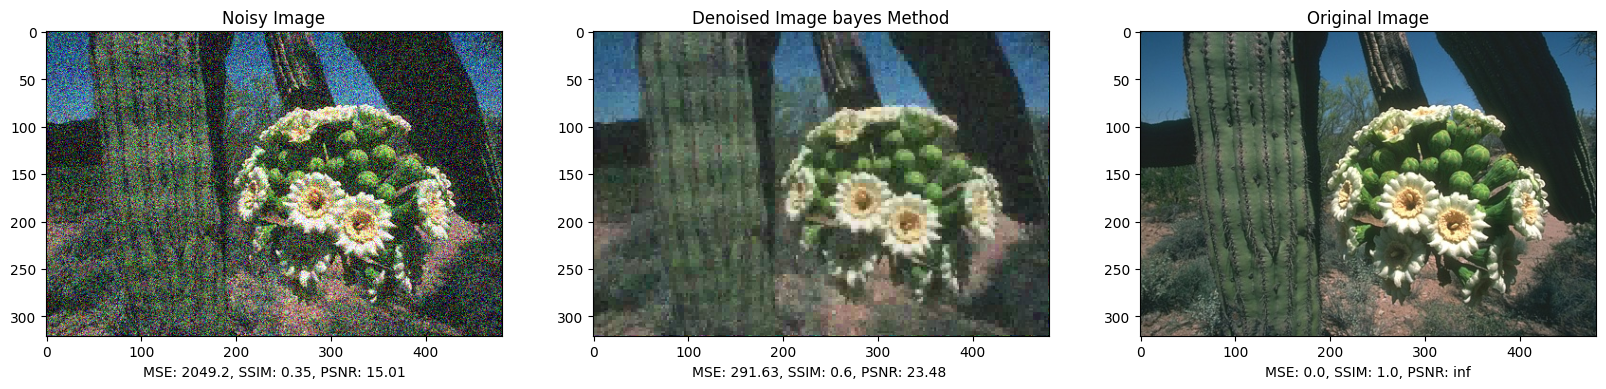 Noisy Image
0
50
100
150
200
250
300
0 100 200 300 400
MSE: 2049.2, SSIM: 0.35, PSNR: 15.01
Denoised Image bayes Method
0
50
100
150
200
250
300
0 100 200 300 400
MSE: 291.63, SSIM: 0.6, PSNR: 23.48
Original Image
0
50
100
150
200
250
300
0 100 200 300 400
MSE: 0.0, SSIM: 1.0, PSNR: inf